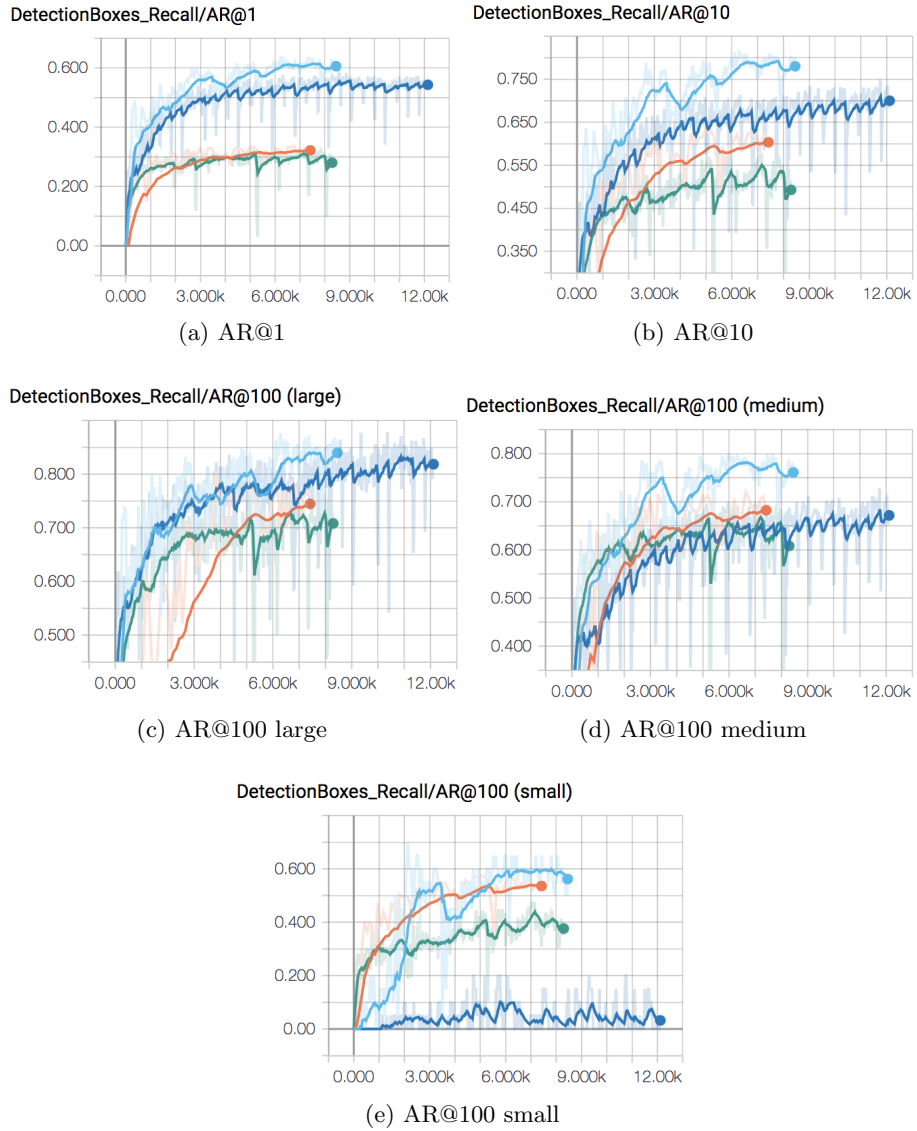 DetectionBoxes_Recall/AR@1
0.600
0.400
0.200
0.00
0.000 3.000k 6.000k 9.000k 12.00k
(a) AR@1
DetectionBoxes_Recall/AR@10
0.750
0.650
0.550
0.450
0.350
0.000 3.000k 6.000k 9.000k 12.00k
(b) AR@10
DetectionBoxes_Recall/AR@100 (large)
0.800
0.700
0.600
0.500
0.000 3.000k 6.000k 9.000k 12.00k
(c) AR@100 large
DetectionBoxes_Recall/AR@100 (medium)
0.800
0.700
0.600
0.500
0.400
0.000 3.000k 6.000k 9.000k 12.00k
(d) AR@100 medium
DetectionBoxes_Recall/AR@100 (small)
0.600
0.400
0.200
0.00
0.000 3.000k 6.000k 9.000k 12.00k
(e) AR@100 small